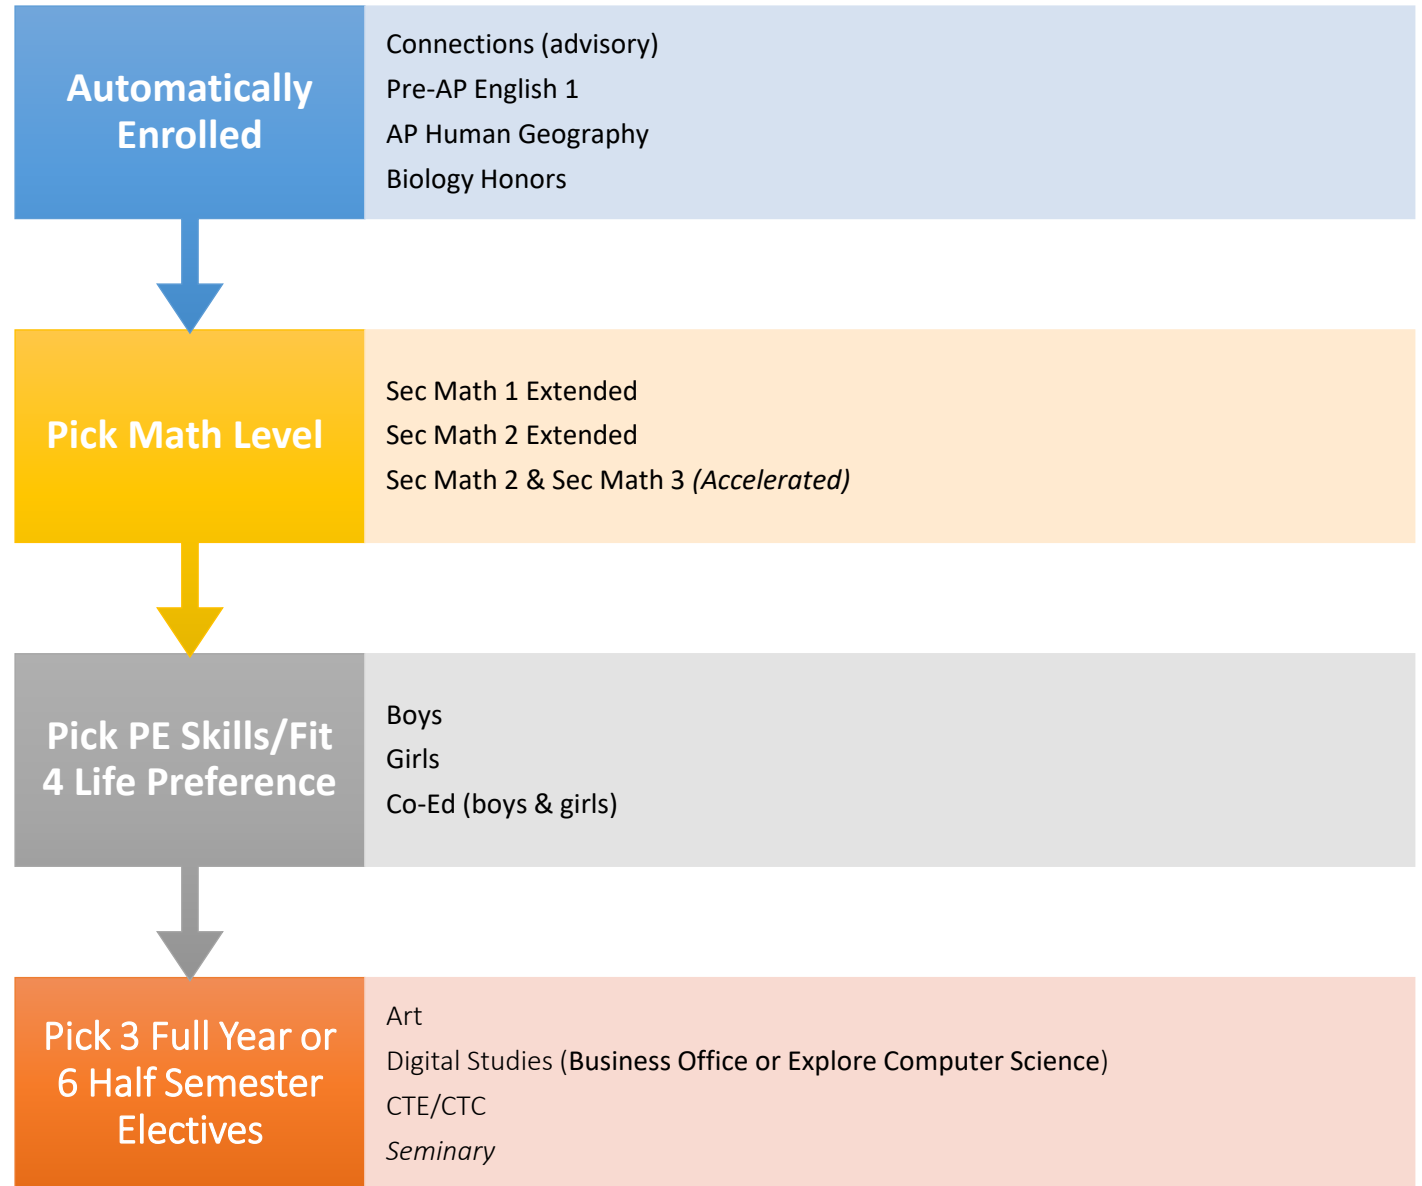 Automatically
Enrolled
Connections (advisory)
Pre-AP English 1
AP Human Geography
Biology Honors
Pick Math Level
Sec Math 1 Extended
Sec Math 2 Extended
Sec Math 2 & Sec Math 3 (Accelerated)
Pick PE Skills/Fit
4 Life Preference
Boys
Girls
Co-Ed (boys & girls)
Pick 3 Full Year or
6 Half Semester
Electives
Art
Digital Studies (Business Office or Explore Computer Science)
CTE/CTC
Seminary